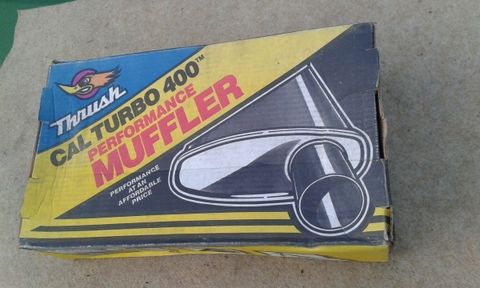 Thrush
CAL TURBO 400™
PERFORMANCE
MUFFLER
PERFORMANCE
AT AN
AFFORDABLE
PRICE